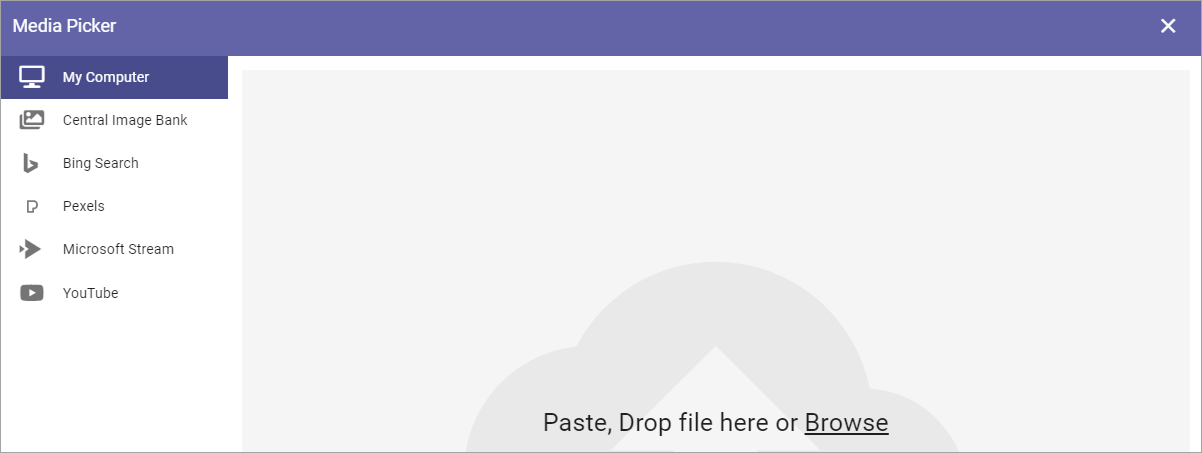 Media Picker
My Computer
Central Image Bank
Bing Search
Pexels
Microsoft Stream
YouTube
Paste, Drop file here or Browse